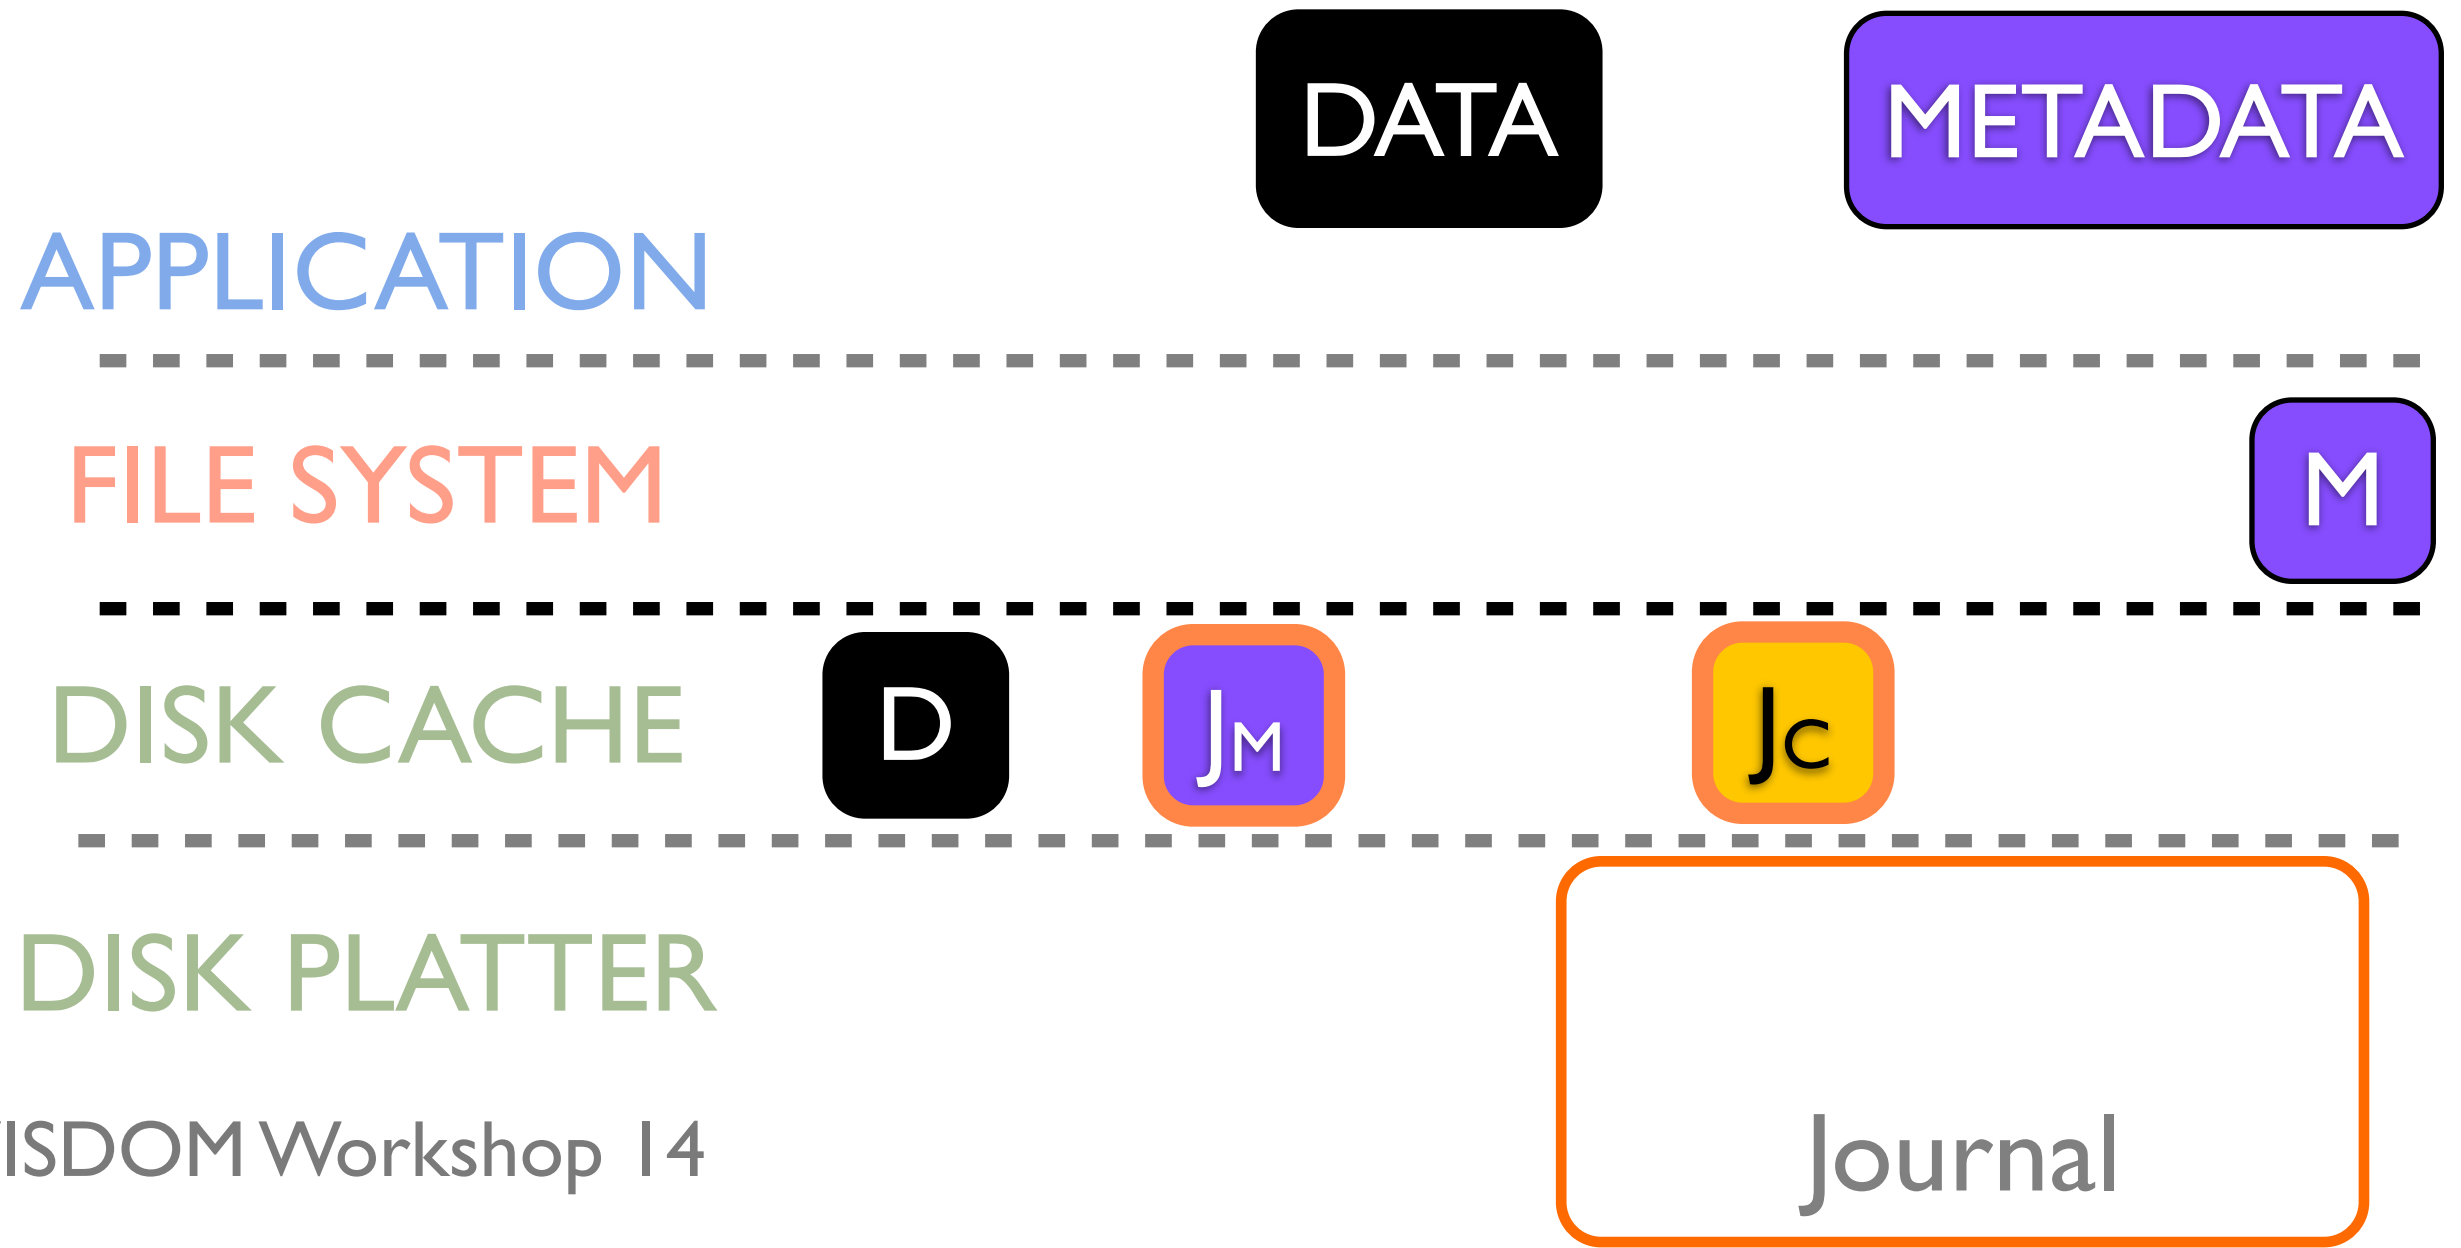 DATA METADATA
APPLICATION
FILE SYSTEM M
DISK CACHE D JM JC
DISK PLATTER
ISDOM Workshop 14
Journal